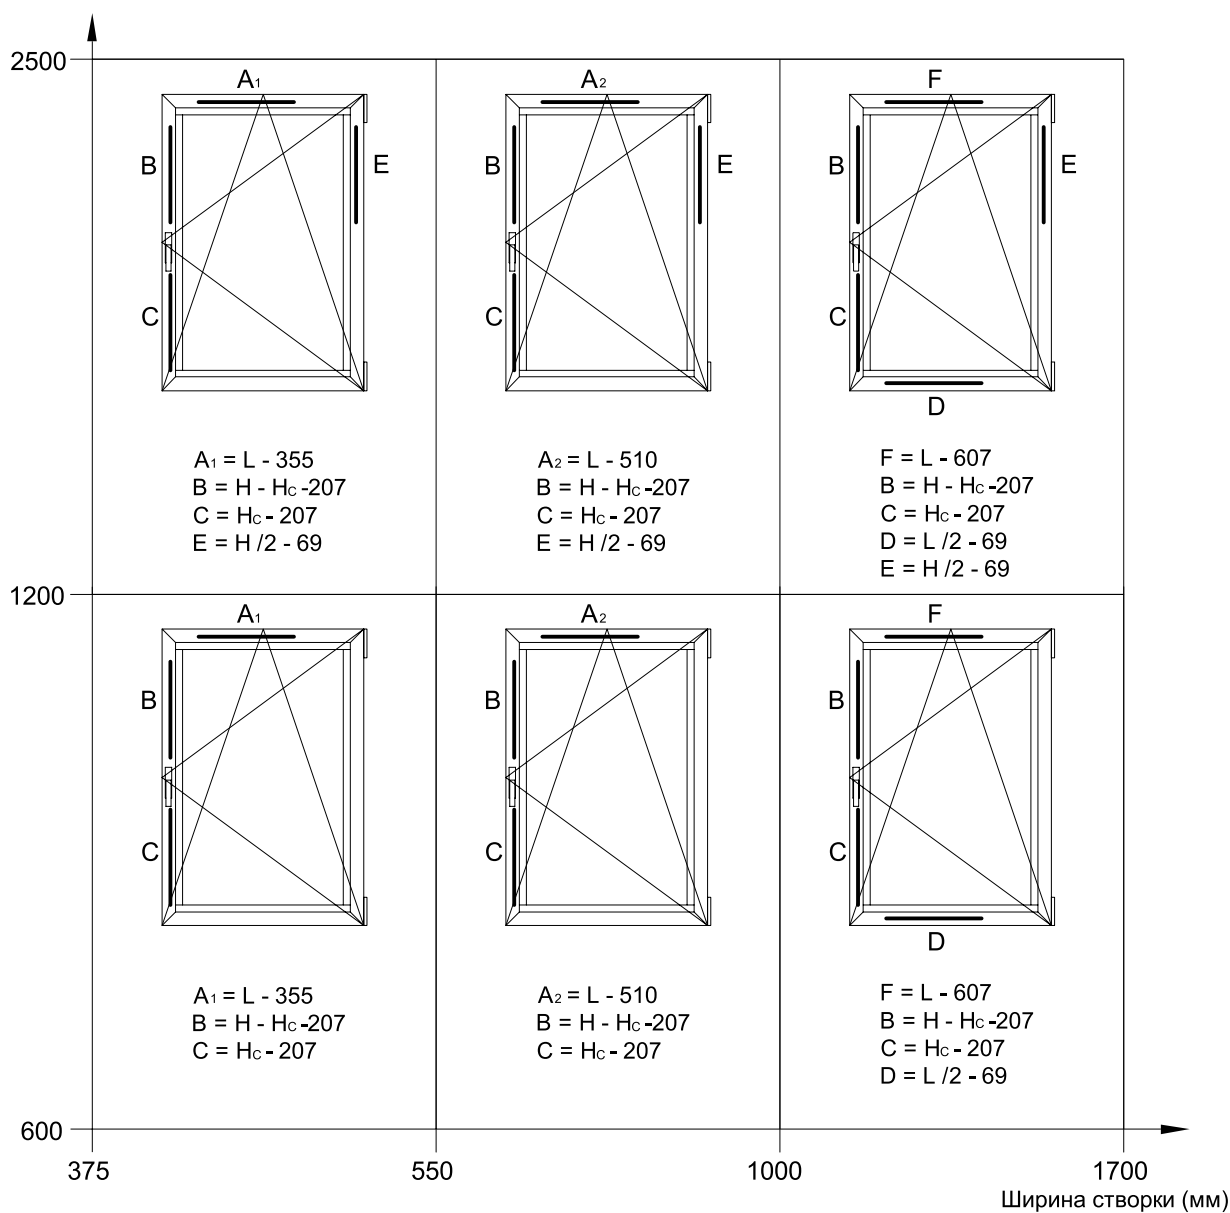 2500
A1
B
E
C
A1 = L - 355
B = H - Hc -207
C = Hc - 207
E = H /2 - 69
A2
B
E
C
A2 = L - 510
B = H - Hc -207
C = Hc - 207
E = H /2 - 69
F
B
E
C
D
F = L - 607
B = H - Hc -207
C = Hc - 207
D = L /2 - 69
E = H /2 - 69
1200
A1
B
C
A1 = L - 355
B = H - Hc -207
C = Hc - 207
A2
B
C
A2 = L - 510
B = H - Hc -207
C = Hc - 207
F
B
C
D
F = L - 607
B = H - Hc -207
C = Hc - 207
D = L /2 - 69
600
375 550 1000 1700
Ширина створки (мм)